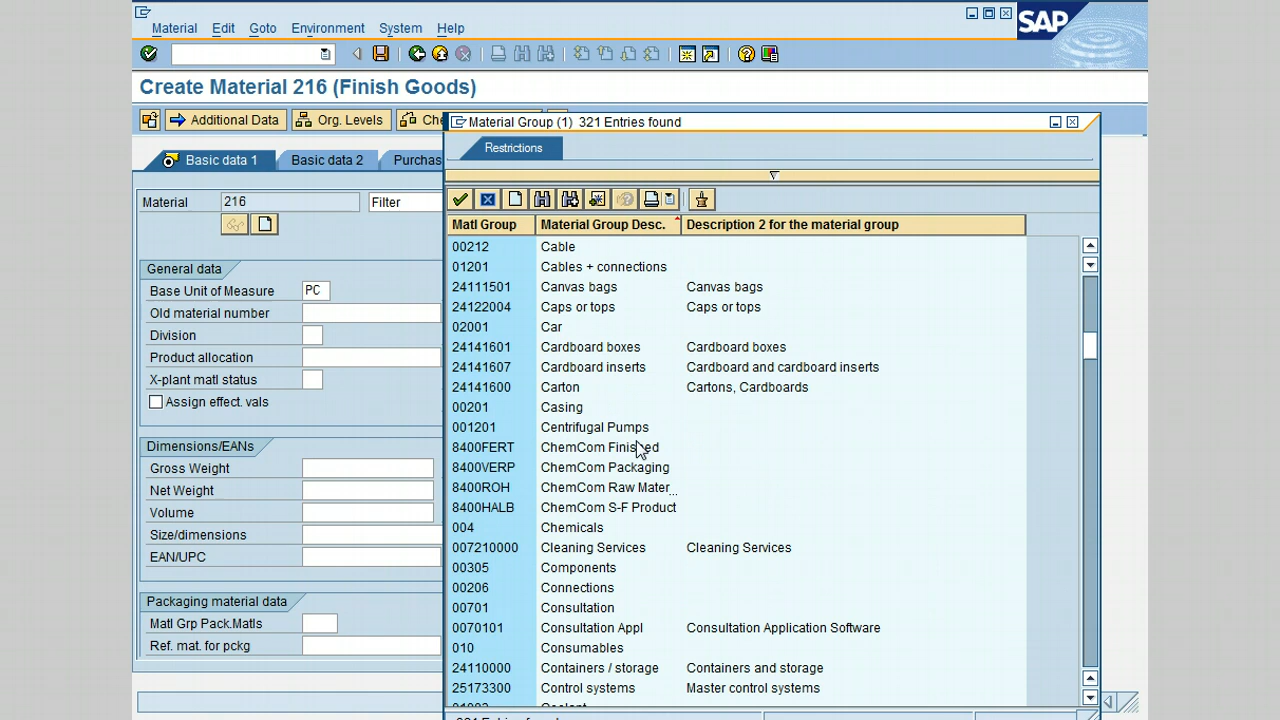 Material Edit Goto Environment System Help
SAP
Create Material 216 (Finish Goods)
Additional Data Org. Levels Che
Material Group (1) 321 Entries found
Restrictions
Basic data 1 Basic data 2 Purchas
Material 216 Filter
General data
Base Unit of Measure PC
Old material number
Division
Product allocation
X-plant matl status
Assign effect. vals
Dimensions/EANs
Gross Weight
Net Weight
Volume
Size/dimensions
EAN/UPC
Packaging material data
Matl Grp Pack.Matls
Ref. mat. for pckg
Matl Group Material Group Desc. Description 2 for the material group
00212 Cable
01201 Cables + connections
24111501 Canvas bags Canvas bags
24122004 Caps or tops Caps or tops
02001 Car
24141601 Cardboard boxes Cardboard boxes
24141607 Cardboard inserts Cardboard and cardboard inserts
24141600 Carton Cartons, Cardboards
00201 Casing
001201 Centrifugal Pumps
8400FERT ChemCom Finished
8400VERP ChemCom Packaging
8400ROH ChemCom Raw Mater...
8400HALB ChemCom S-F Product
004 Chemicals
007210000 Cleaning Services Cleaning Services
00305 Components
00206 Connections
00701 Consultation
0070101 Consultation Appl Consultation Application Software
010 Consumables
24110000 Containers / storage Containers and storage
25173300 Control systems Master control systems